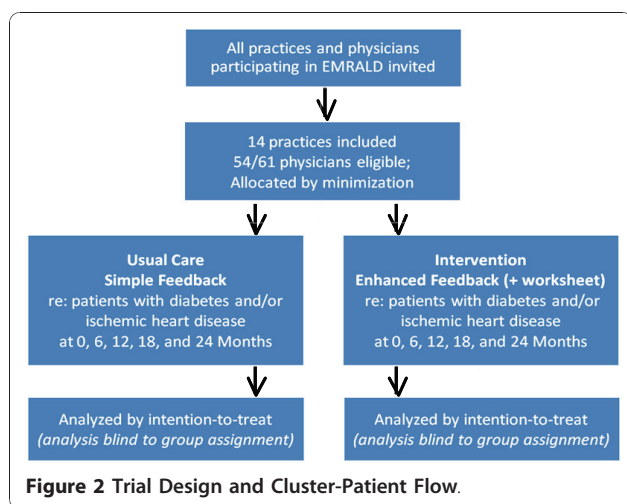 All practices and physicians
participating in EMRALD invited
14 practices included
54/61 physicians eligible;
Allocated by minimization
Usual Care
Simple Feedback
re: patients with diabetes and/or
ischemic heart disease
at 0, 6, 12, 18, and 24 Months
Intervention
Enhanced Feedback (+ worksheet)
re: patients with diabetes and/or
ischemic heart disease
at 0, 6, 12, 18, and 24 Months
Analyzed by intention-to-treat
(analysis blind to group assignment)
Analyzed by intention-to-treat
(analysis blind to group assignment)
Figure 2 Trial Design and Cluster-Patient Flow.